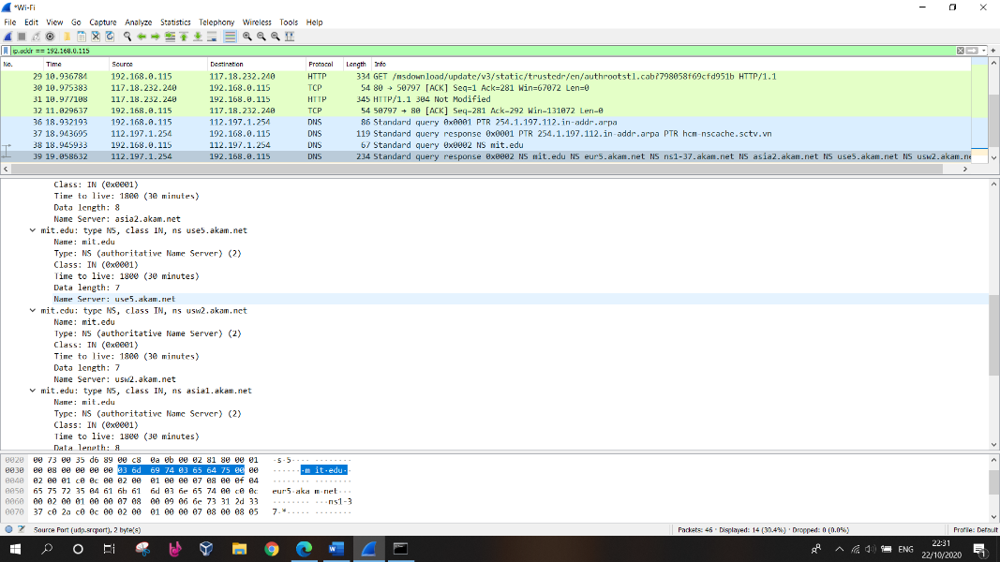 *Wi-Fi
File Edit View Go Capture Analyze Statistics Telephony Wireless Tools Help
ip.addr == 192.168.0.115
No. Time Source Destination Protocol Length Info
29 10.936784 192.168.0.115 117.18.232.240 HTTP 334 GET /msdownload/update/v3/static/trustedr/en/authrootstl.cab?798058f69cfd951b HTTP/1.1
30 10.975383 117.18.232.240 192.168.0.115 TCP 54 80 → 50797 [ACK] Seq=1 Ack=281 Win=67072 Len=0
31 10.977108 117.18.232.240 192.168.0.115 HTTP 345 HTTP/1.1 304 Not Modified
32 11.029637 192.168.0.115 117.18.232.240 TCP 54 50797 → 80 [ACK] Seq=281 Ack=292 Win=131072 Len=0
36 18.932193 192.168.0.115 112.197.1.254 DNS 86 Standard query 0x0001 PTR 254.1.197.112.in-addr.arpa
37 18.943695 112.197.1.254 192.168.0.115 DNS 119 Standard query response 0x0001 PTR 254.1.197.112.in-addr.arpa PTR hcm-nscache.sctv.vn
38 18.945933 192.168.0.115 112.197.1.254 DNS 67 Standard query 0x0002 NS mit.edu
39 19.058632 112.197.1.254 192.168.0.115 DNS 234 Standard query response 0x0002 NS mit.edu NS eur5.akam.net NS ns1-37.akam.net NS asia2.akam.net NS use5.akam.net NS usw2.akam.ne
Class: IN (0x0001)
Time to live: 1800 (30 minutes)
Data length: 8
Name Server: asia2.akam.net
mit.edu: type NS, class IN, ns use5.akam.net
Name: mit.edu
Type: NS (authoritative Name Server) (2)
Class: IN (0x0001)
Time to live: 1800 (30 minutes)
Data length: 7
Name Server: use5.akam.net
mit.edu: type NS, class IN, ns usw2.akam.net
Name: mit.edu
Type: NS (authoritative Name Server) (2)
Class: IN (0x0001)
Time to live: 1800 (30 minutes)
Data length: 7
Name Server: usw2.akam.net
mit.edu: type NS, class IN, ns asia1.akam.net
Name: mit.edu
Type: NS (authoritative Name Server) (2)
Class: IN (0x0001)
Time to live: 1800 (30 minutes)
Data length: 8
0020 00 73 00 35 d6 89 00 c8 0a 0b 00 02 81 80 00 01 ·s·5···· ········
0030 00 08 00 00 00 00 03 6d 69 74 03 65 64 75 00 00 ·······m it·edu··
0040 02 00 01 c0 0c 00 02 00 01 00 00 07 08 00 0f 04 ········ ········
0050 65 75 72 35 04 61 6b 61 6d 03 6e 65 74 00 c0 0c eur5·aka m·net···
0060 00 02 00 01 00 00 07 08 00 09 06 6e 73 31 2d 33 ········ ···ns1-3
0070 37 c0 2a c0 0c 00 02 00 01 00 00 07 08 00 08 05 7·*····· ········
Source Port (udp.srcport), 2 byte(s) Packets: 46 · Displayed: 14 (30.4%) · Dropped: 0 (0.0%) Profile: Default
ENG 22:31
22/10/2020